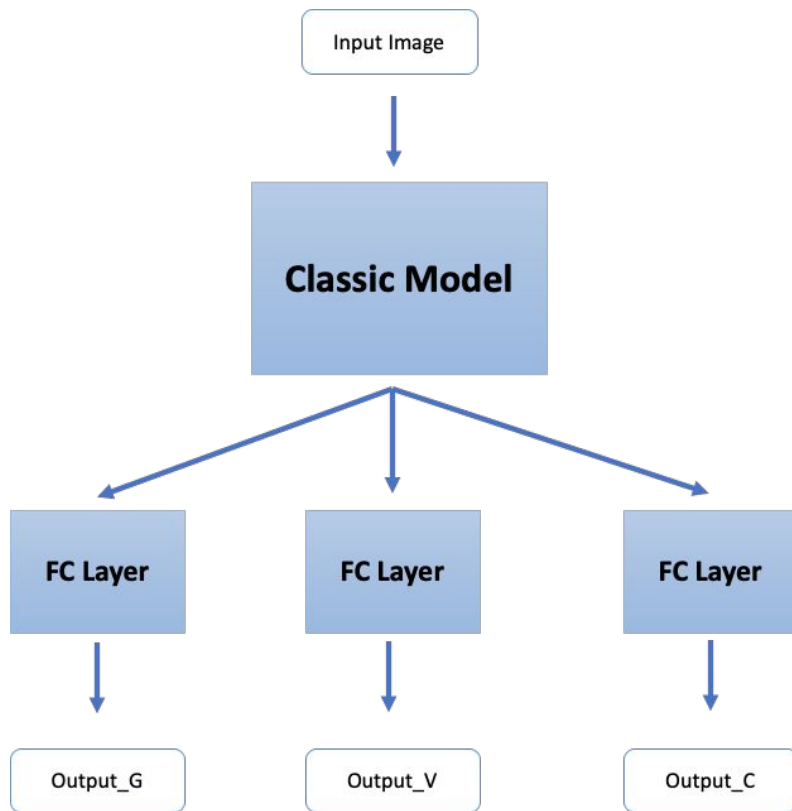 Input Image
Classic Model
FC Layer
FC Layer
FC Layer
Output_G
Output_V
Output_C